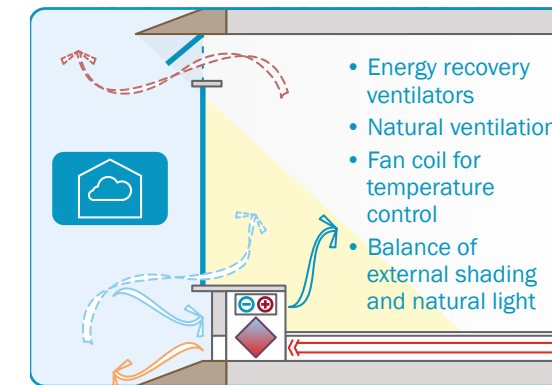 • Energy recovery
ventilators
• Natural ventilation
• Fan coil for
temperature
control
• Balance of
external shading
and natural light